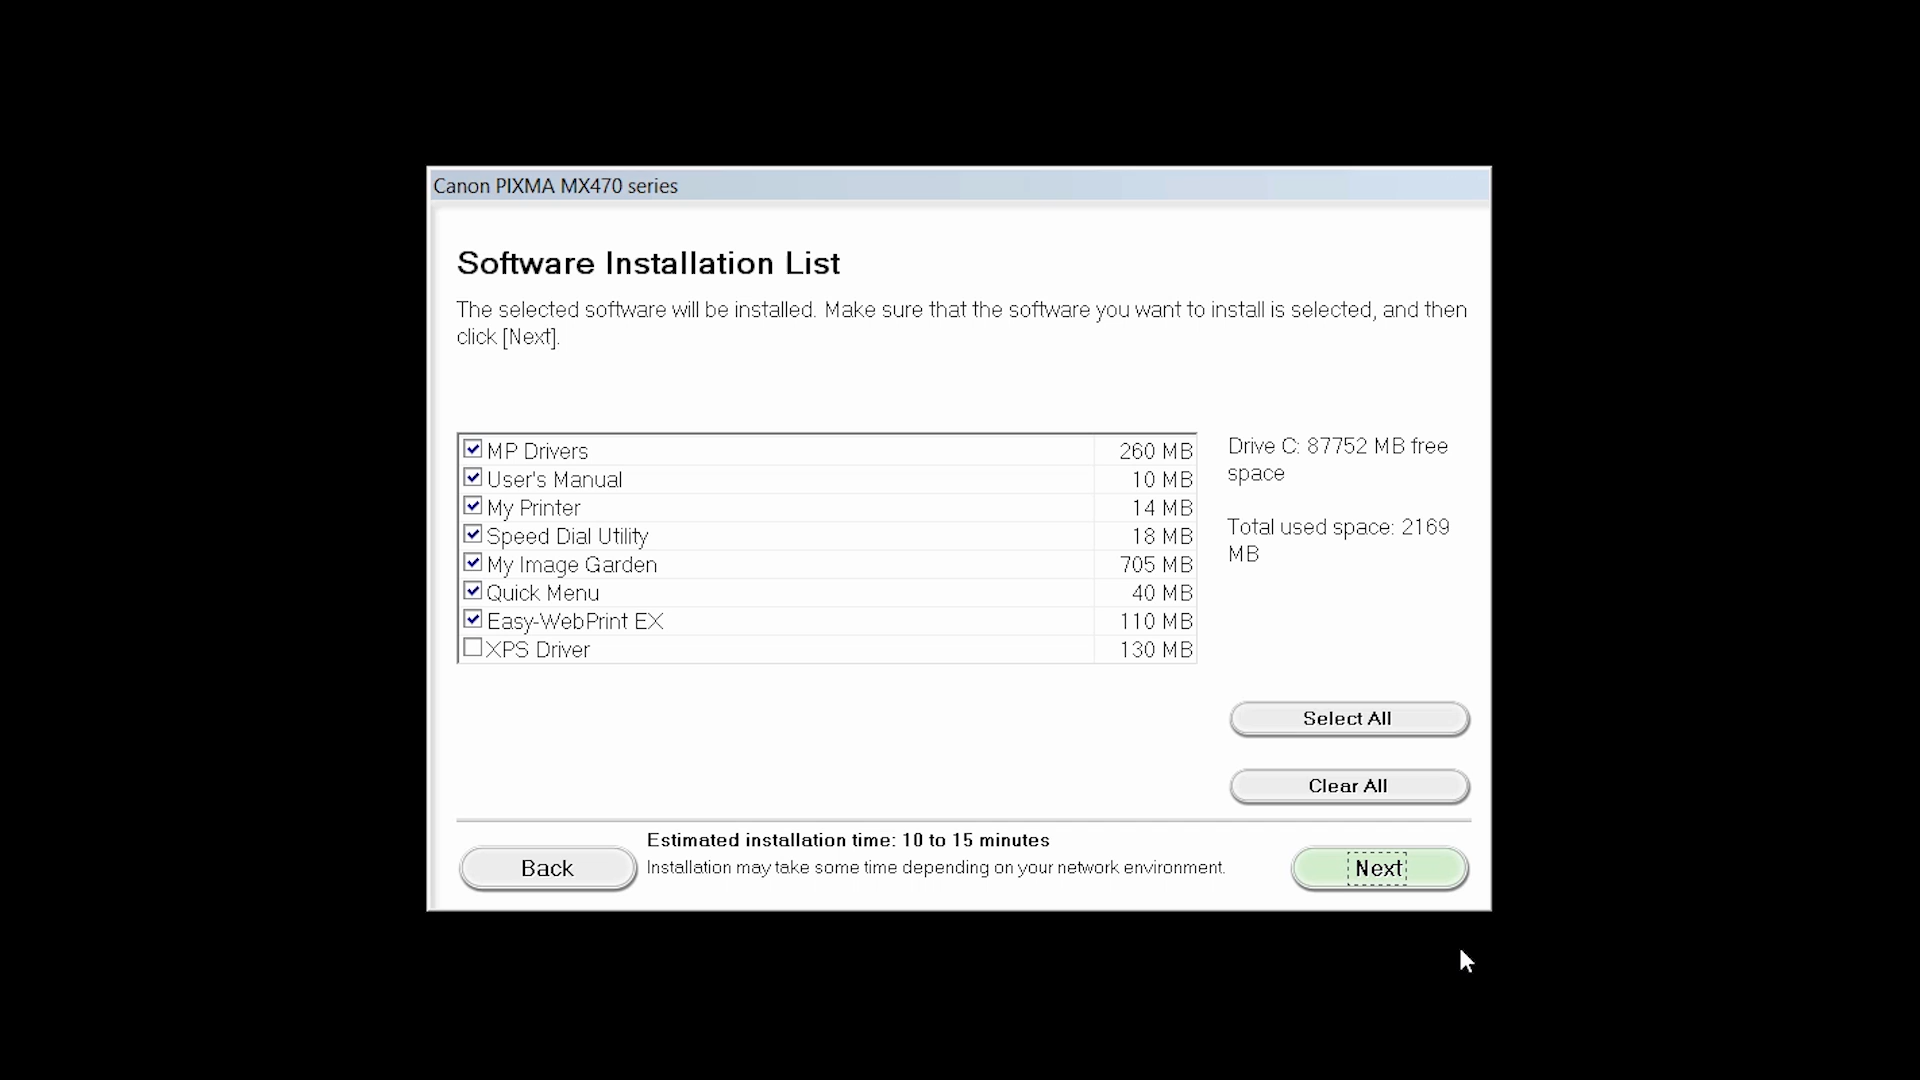 Canon PIXMA MX470 series
Software Installation List
The selected software will be installed. Make sure that the software you want to install is selected, and then
click [Next].
MP Drivers 260 MB
User's Manual 10 MB
My Printer 14 MB
Speed Dial Utility 18 MB
My Image Garden 705 MB
Quick Menu 40 MB
Easy-WebPrint EX 110 MB
XPS Driver 130 MB
Drive C: 87752 MB free
space
Total used space: 2169
MB
Select All
Clear All
Estimated installation time: 10 to 15 minutes
Installation may take some time depending on your network environment.
Back
Next